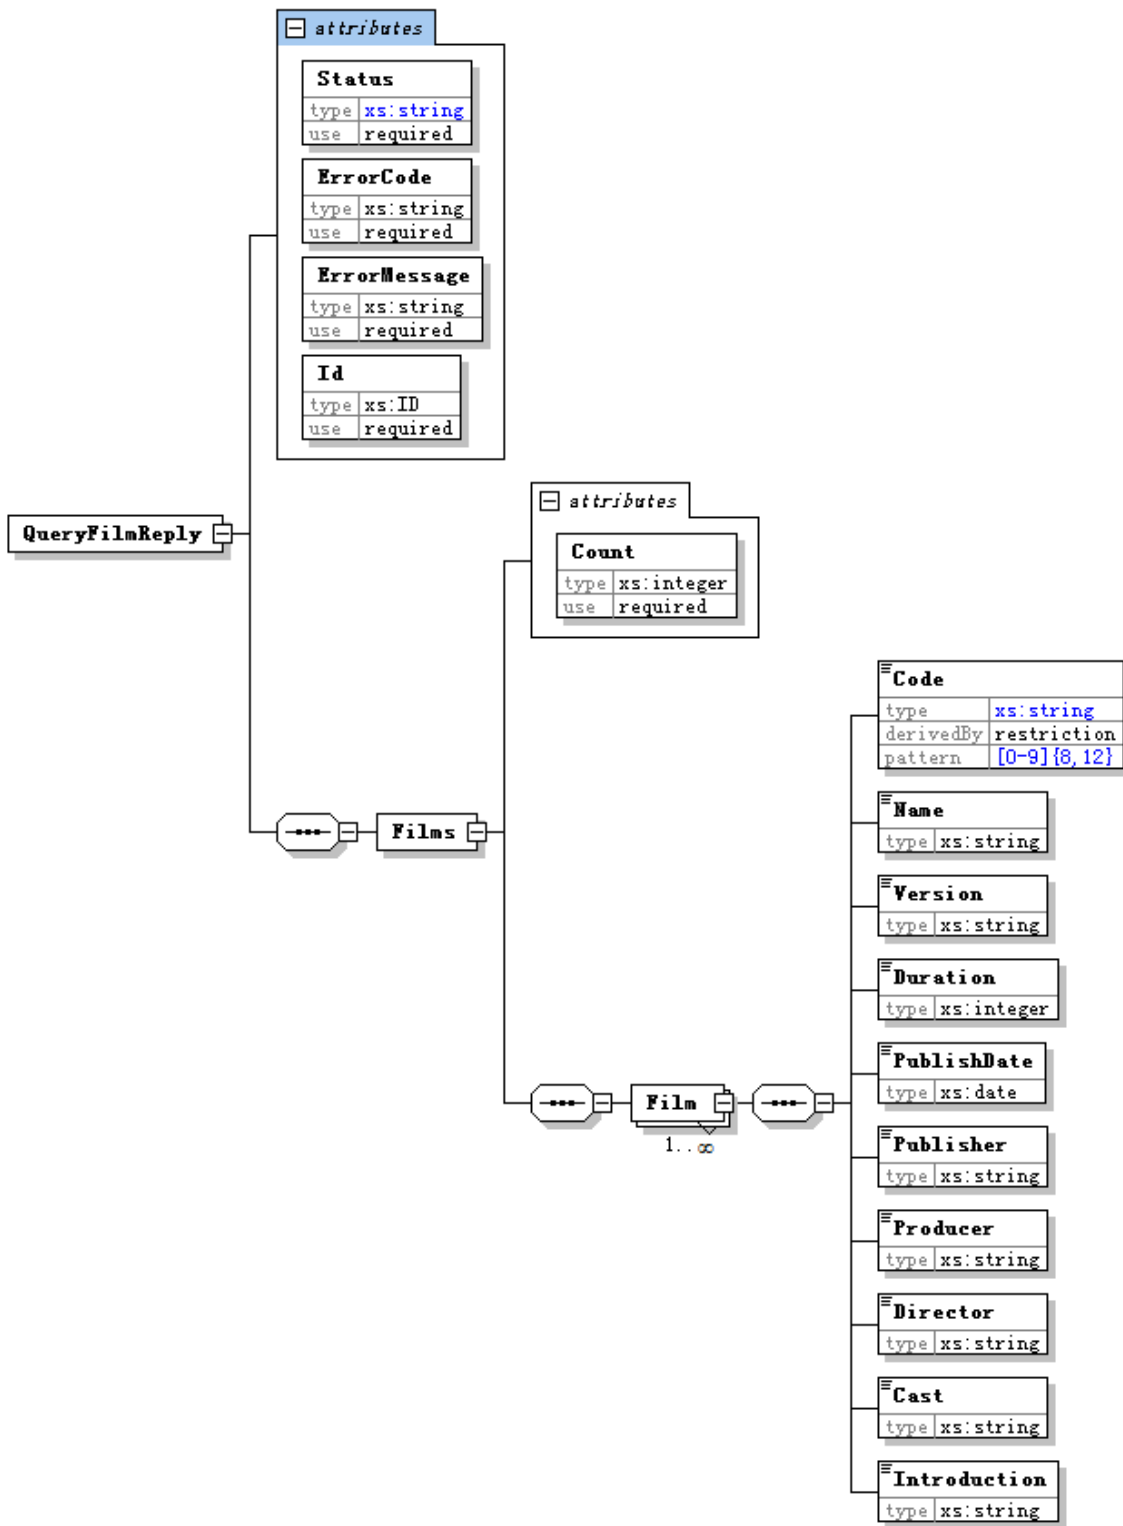 attributes
Status
type xs:string
use required
ErrorCode
type xs:string
use required
ErrorMessage
type xs:string
use required
Id
type xs:ID
use required
QueryFilmReply
attributes
Count
type xs:integer
use required
Films
Film
1..∞
Code
type xs:string
derivedBy restriction
pattern [0-9]{8,12}
Name
type xs:string
Version
type xs:string
Duration
type xs:integer
PublishDate
type xs:date
Publisher
type xs:string
Producer
type xs:string
Director
type xs:string
Cast
type xs:string
Introduction
type xs:string